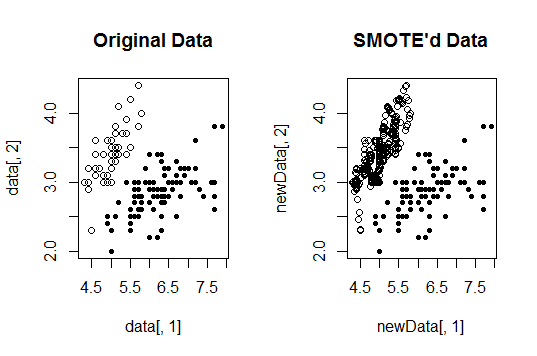 Original Data
data[, 2]
2.0 3.0 4.0
4.5 5.5 6.5 7.5
data[, 1]
SMOTE'd Data
newData[, 2]
2.0 3.0 4.0
4.5 5.5 6.5 7.5
newData[, 1]